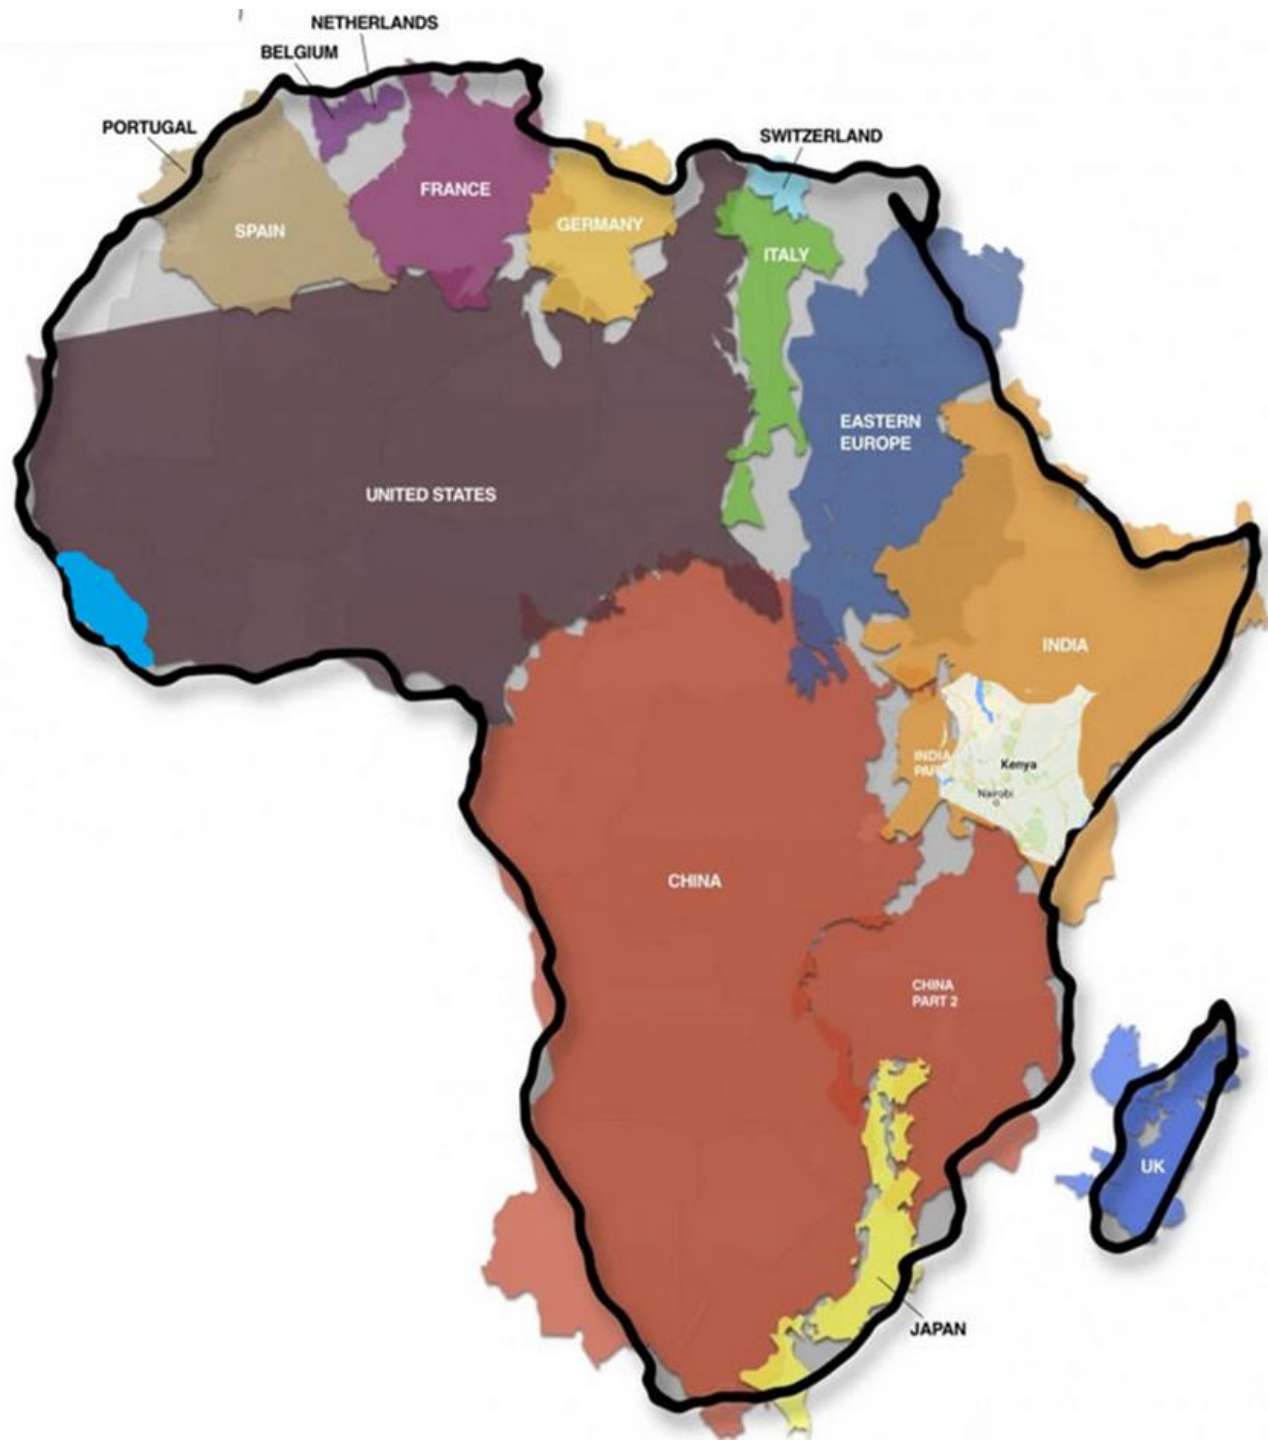 NETHERLANDS
BELGIUM
PORTUGAL
SWITZERLAND
FRANCE
GERMANY
SPAIN
ITALY
EASTERN
EUROPE
UNITED STATES
INDIA
INDIA
Kenya
Nairobi
CHINA
CHINA
PART 2
UK
JAPAN